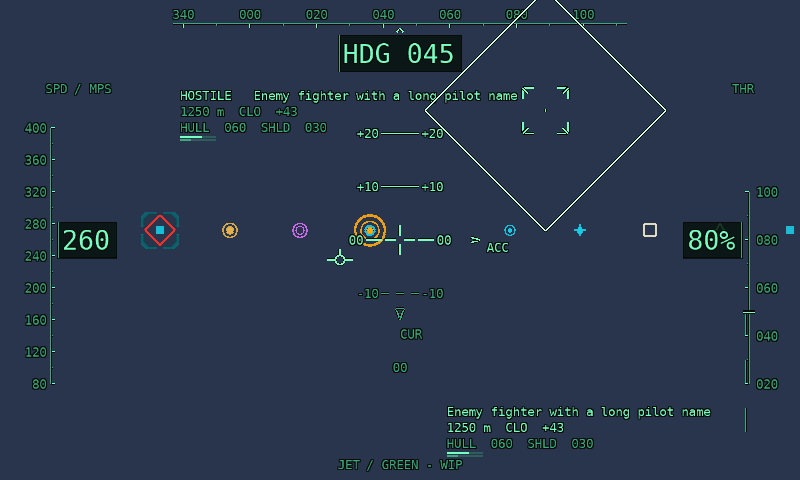 340 000 020 040 060 080 100
HDG 045
SPD / MPS
THR
HOSTILE Enemy fighter with a long pilot name
1250 m CLO +43
HULL 060 SHLD 030
+20 +20
400
360
320
280
240
200
160
120
80
+10 +10
100
080
060
040
020
260
00 00
80%
ACC
-10 -10
CUR
00
Enemy fighter with a long pilot name
1250 m CLO +43
HULL 060 SHLD 030
JET / GREEN - WIP